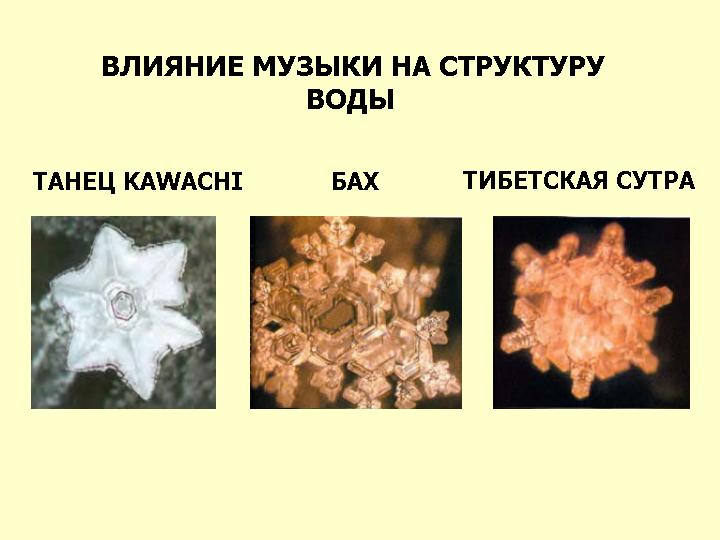 ВЛИЯНИЕ МУЗЫКИ НА СТРУКТУРУ
ВОДЫ
ТАНЕЦ KAWACHI
БАХ
ТИБЕТСКАЯ СУТРА